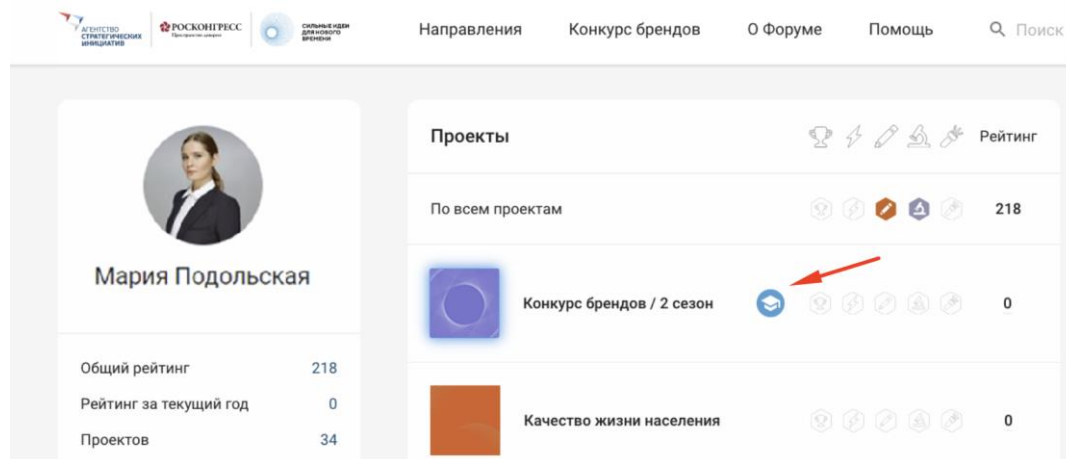 АГЕНТСТВО
СТРАТЕГИЧЕСКИХ
ИНИЦИАТИВ
РОСКОНГРЕСС
Пространство доверия
СИЛЬНЫЕ ИДЕИ
ДЛЯ НОВОГО
ВРЕМЕНИ
Направления
Конкурс брендов
О Форуме
Помощь
Поиск
Мария Подольская
Общий рейтинг 218
Рейтинг за текущий год 0
Проектов 34
Проекты Рейтинг
По всем проектам 218
Конкурс брендов / 2 сезон 0
Качество жизни населения 0